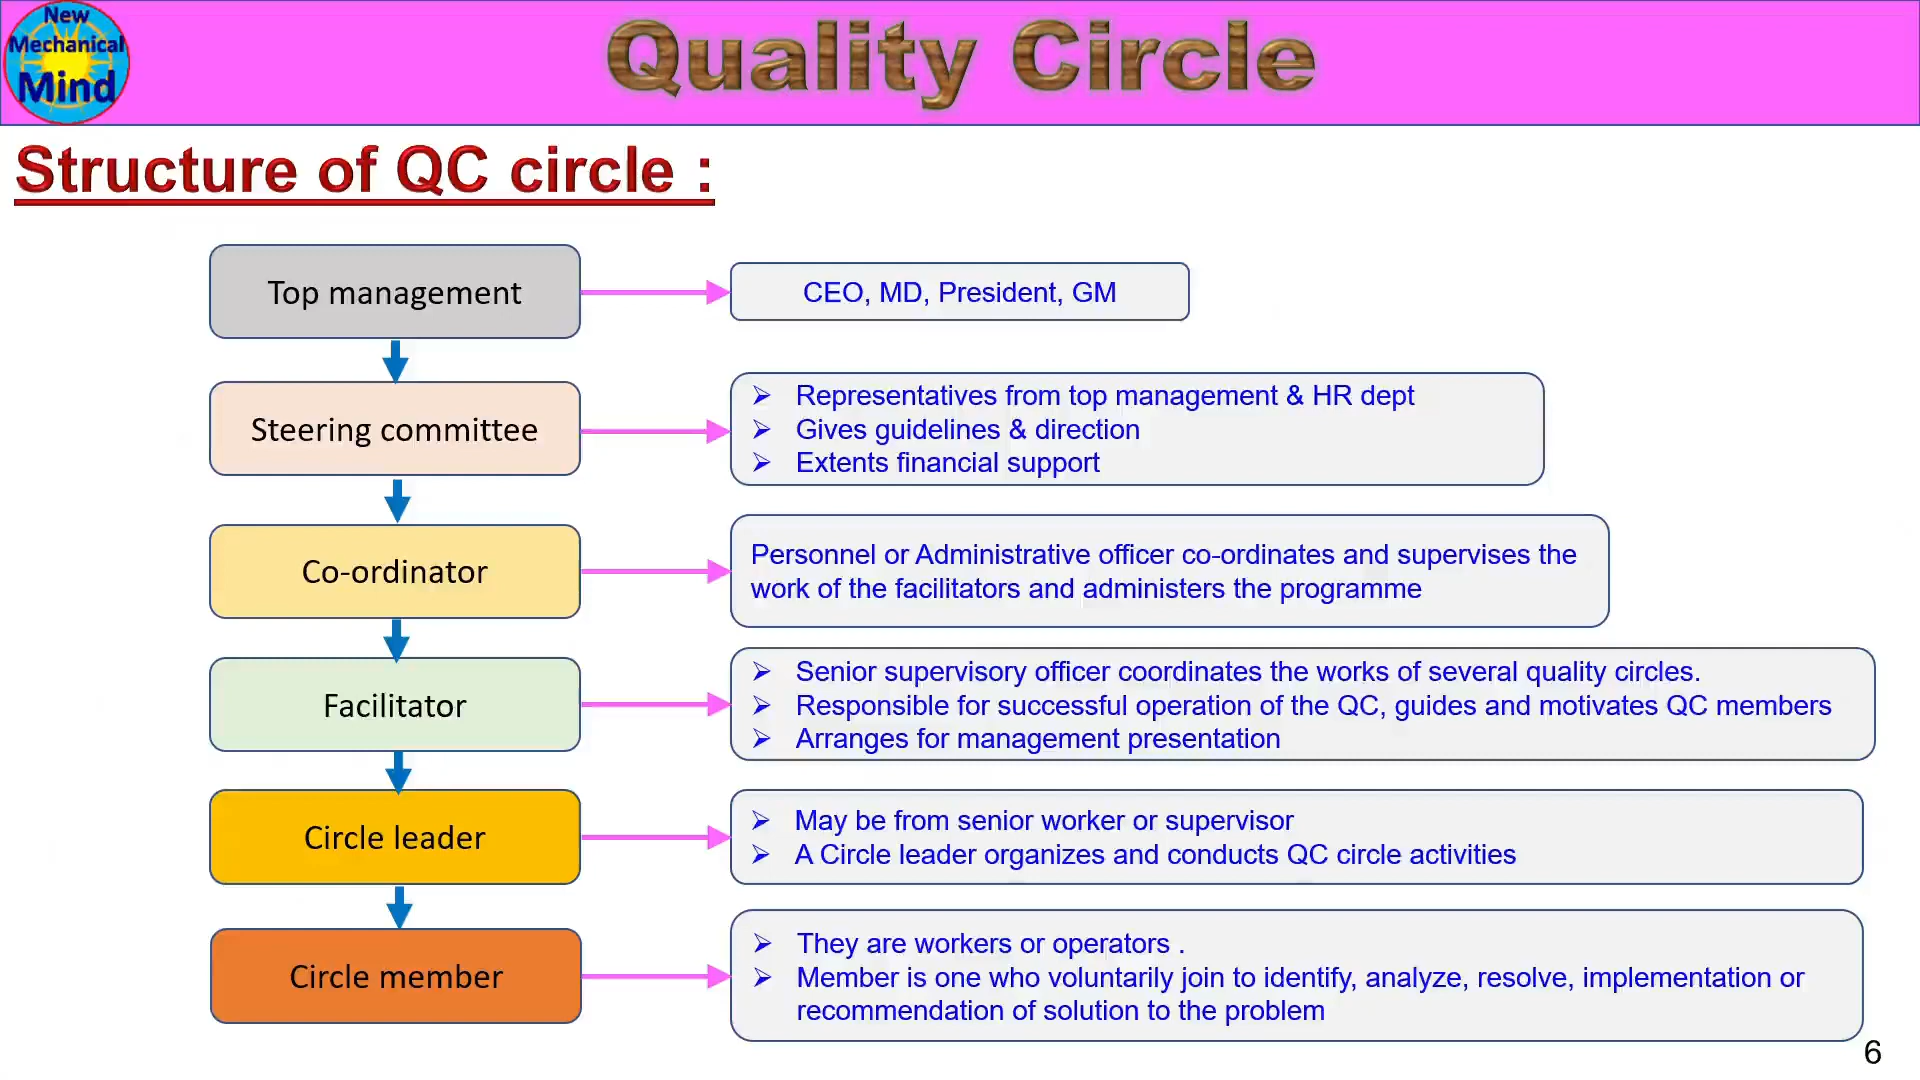 New
Mechanical
Mind
Quality Circle
Structure of QC circle :
Top management
CEO, MD, President, GM
Steering committee
➢ Representatives from top management & HR dept
➢ Gives guidelines & direction
➢ Extents financial support
Co-ordinator
Personnel or Administrative officer co-ordinates and supervises the
work of the facilitators and administers the programme
Facilitator
➢ Senior supervisory officer coordinates the works of several quality circles.
➢ Responsible for successful operation of the QC, guides and motivates QC members
➢ Arranges for management presentation
Circle leader
➢ May be from senior worker or supervisor
➢ A Circle leader organizes and conducts QC circle activities
Circle member
➢ They are workers or operators .
➢ Member is one who voluntarily join to identify, analyze, resolve, implementation or
recommendation of solution to the problem
6